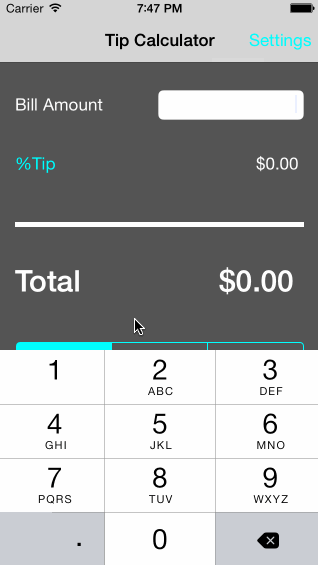 Carrier 7:47 PM
Tip Calculator Settings
Bill Amount
%Tip $0.00
Total $0.00
1 2 3
ABC DEF
4 5 6
GHI JKL MNO
7 8 9
PQRS TUV WXYZ
. 0